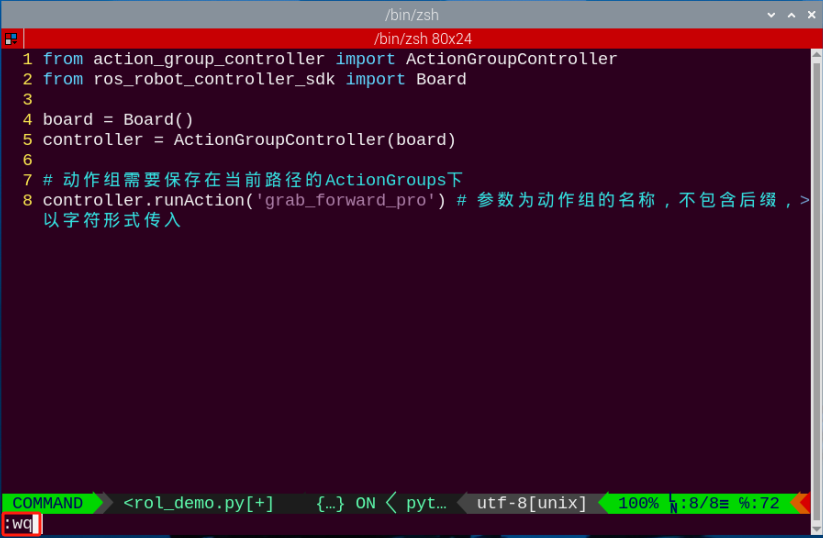 /bin/zsh
/bin/zsh 80x24
1 from action_group_controller import ActionGroupController
2 from ros_robot_controller_sdk import Board
3
4 board = Board()
5 controller = ActionGroupController(board)
6
7 # 动作组需要保存在当前路径的ActionGroups下
8 controller.runAction('grab_forward_pro') # 参数为动作组的名称，不包含后缀，>
以字符形式传入
COMMAND <rol_demo.py[+] {…} ON pyt… utf-8[unix] 100% :8/8≡ ℅:72
:wq